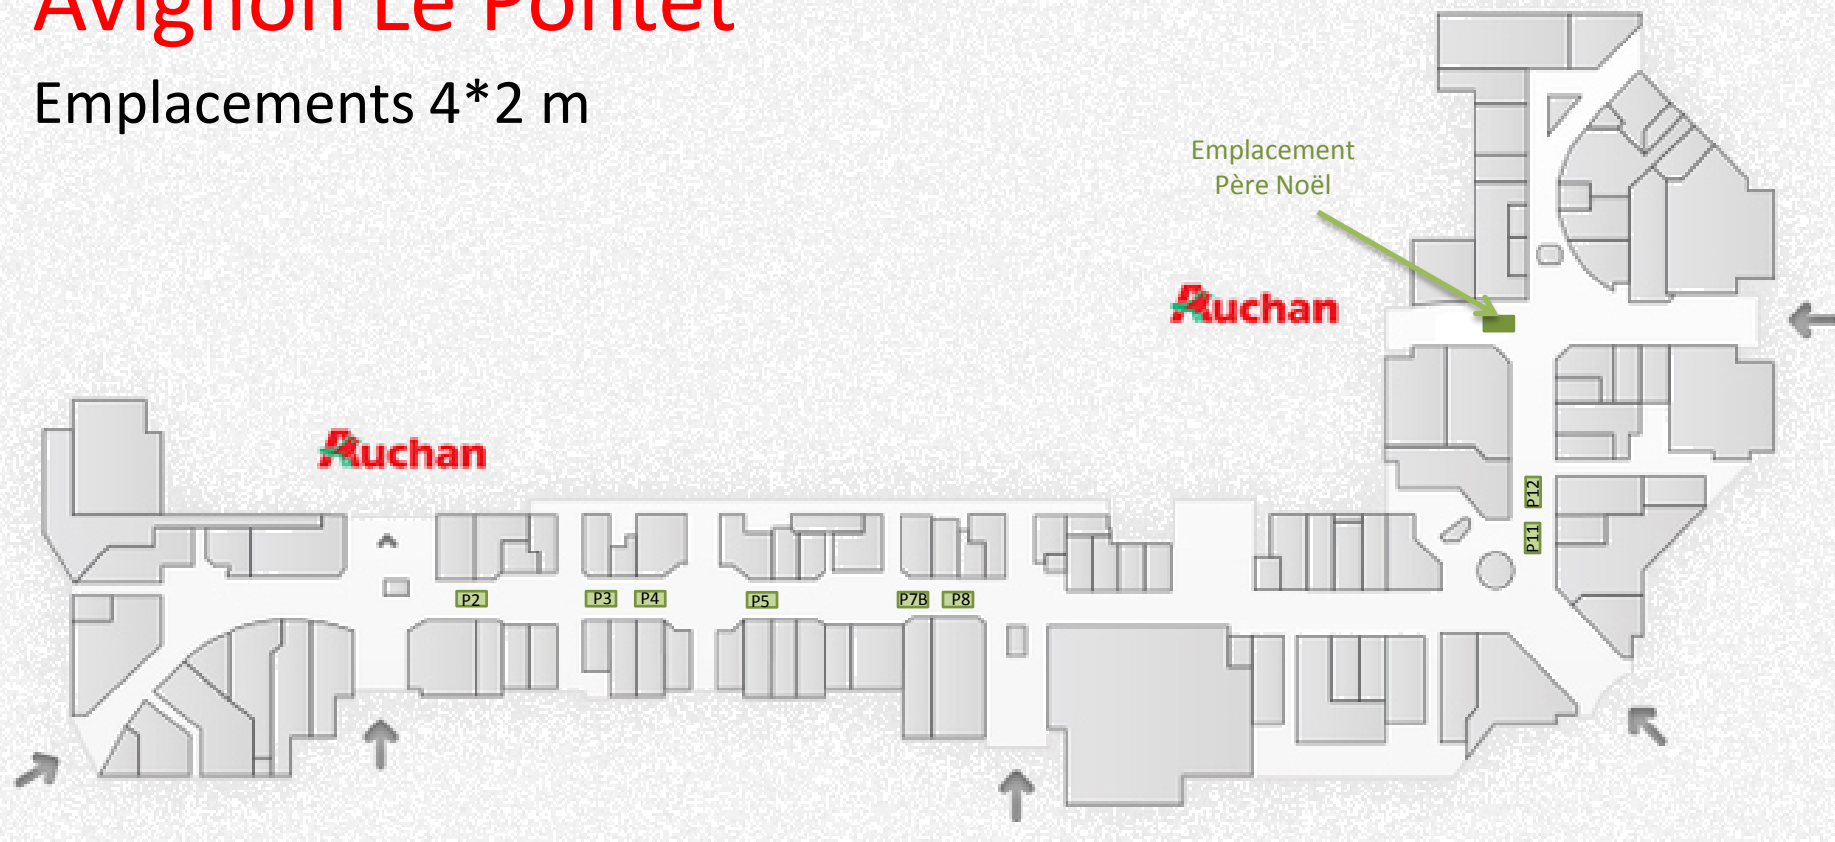 Avignon Le Pontet
Emplacements 4*2 m
Emplacement
Père Noël
Auchan
Auchan
P12
P11
P2
P3
P4
P5
P7B
P8